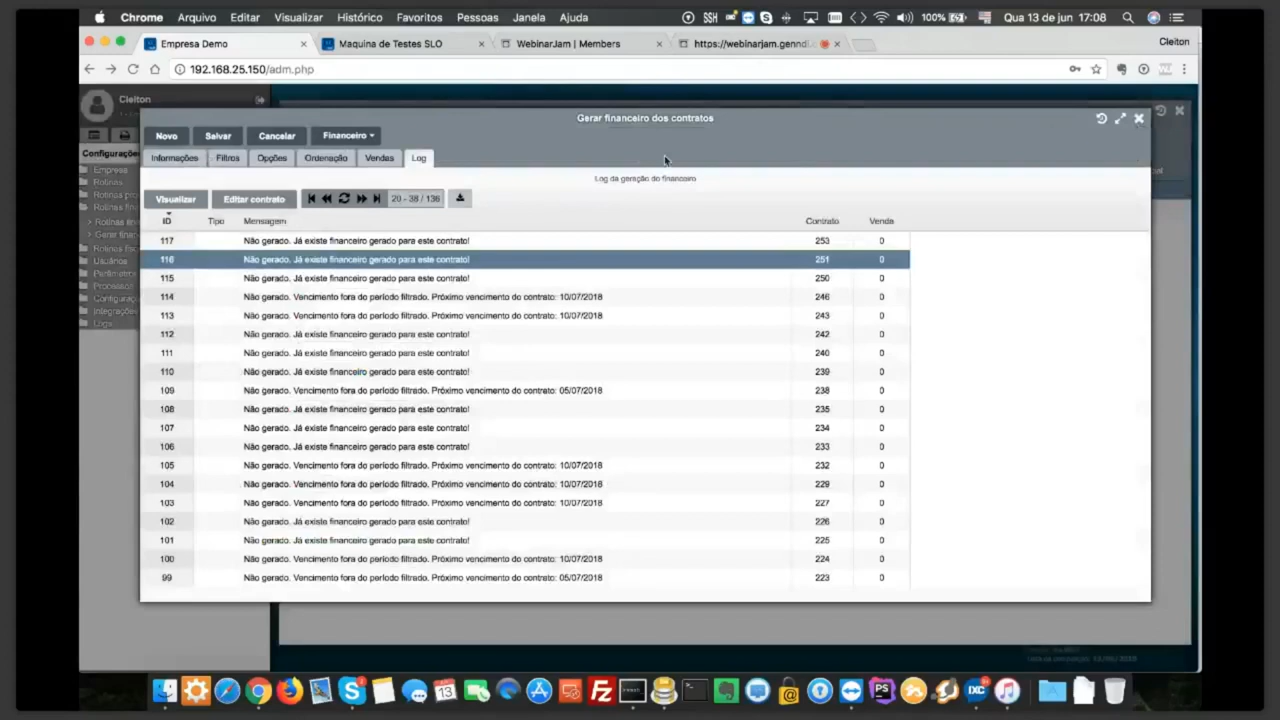 Chrome Arquivo Editar Visualizar Histórico Favoritos Pessoas Janela Ajuda SSH 100% Qua 13 de jun 17:08
Empresa Demo Maquina de Testes SLO WebinarJam | Members https://webinarjam.genndi. Cleiton
192.168.25.150/adm.php
Cleiton
Gerar financeiro dos contratos
Novo Salvar Cancelar Financeiro
Configurações
Informações Filtros Opções Ordenação Vendas Log
Empresa
Rotinas
Rotinas
Rotinas
Rotinas
Gerar
Rotinas
Usuários
Processos
Logs
Log da geração do financeiro
Visualizar Editar contrato 20 - 38 / 136
ID Tipo Mensagem Contrato Venda
117 Não gerado. Já existe financeiro gerado para este contrato! 253 0
116 Não gerado. Já existe financeiro gerado para este contrato! 251 0
115 Não gerado. Já existe financeiro gerado para este contrato! 250 0
114 Não gerado. Vencimento fora do período filtrado. Próximo vencimento do contrato: 10/07/2018 246 0
113 Não gerado. Vencimento fora do período filtrado. Próximo vencimento do contrato: 10/07/2018 243 0
112 Não gerado. Já existe financeiro gerado para este contrato! 242 0
111 Não gerado. Já existe financeiro gerado para este contrato! 240 0
110 Não gerado. Já existe financeiro gerado para este contrato! 239 0
109 Não gerado. Vencimento fora do período filtrado. Próximo vencimento do contrato: 05/07/2018 238 0
108 Não gerado. Já existe financeiro gerado para este contrato! 235 0
107 Não gerado. Já existe financeiro gerado para este contrato! 234 0
106 Não gerado. Já existe financeiro gerado para este contrato! 233 0
105 Não gerado. Vencimento fora do período filtrado. Próximo vencimento do contrato: 10/07/2018 232 0
104 Não gerado. Vencimento fora do período filtrado. Próximo vencimento do contrato: 10/07/2018 229 0
103 Não gerado. Vencimento fora do período filtrado. Próximo vencimento do contrato: 10/07/2018 227 0
102 Não gerado. Já existe financeiro gerado para este contrato! 226 0
101 Não gerado. Já existe financeiro gerado para este contrato! 225 0
100 Não gerado. Vencimento fora do período filtrado. Próximo vencimento do contrato: 10/07/2018 224 0
99 Não gerado. Vencimento fora do período filtrado. Próximo vencimento do contrato: 05/07/2018 223 0
13 PS IXC